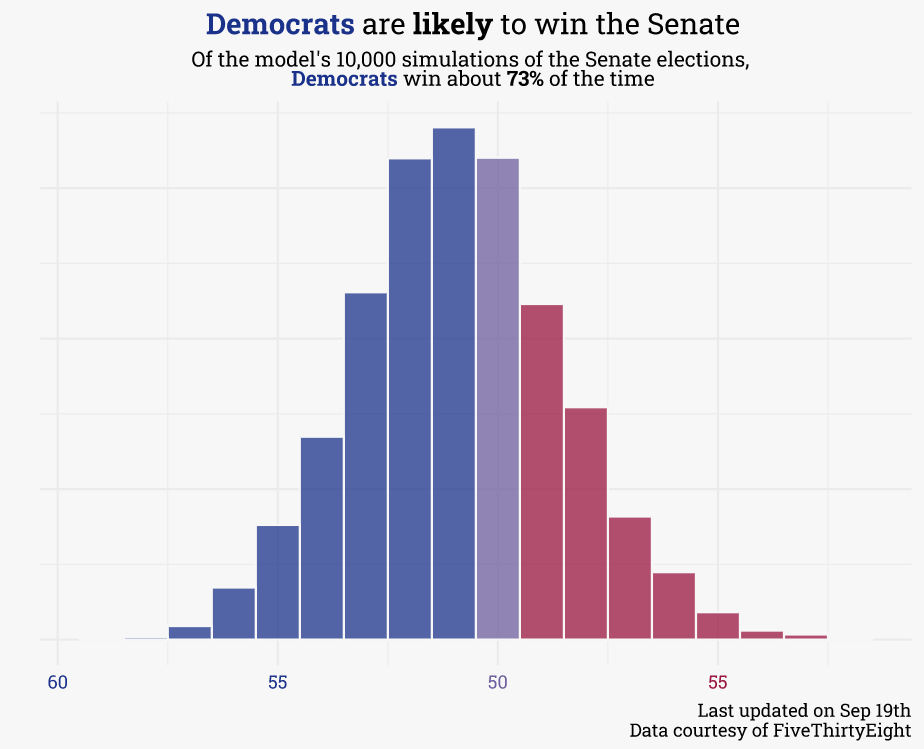 Democrats are likely to win the Senate
Of the model's 10,000 simulations of the Senate elections,
Democrats win about 73% of the time
60 55 50 55
Last updated on Sep 19th
Data courtesy of FiveThirtyEight